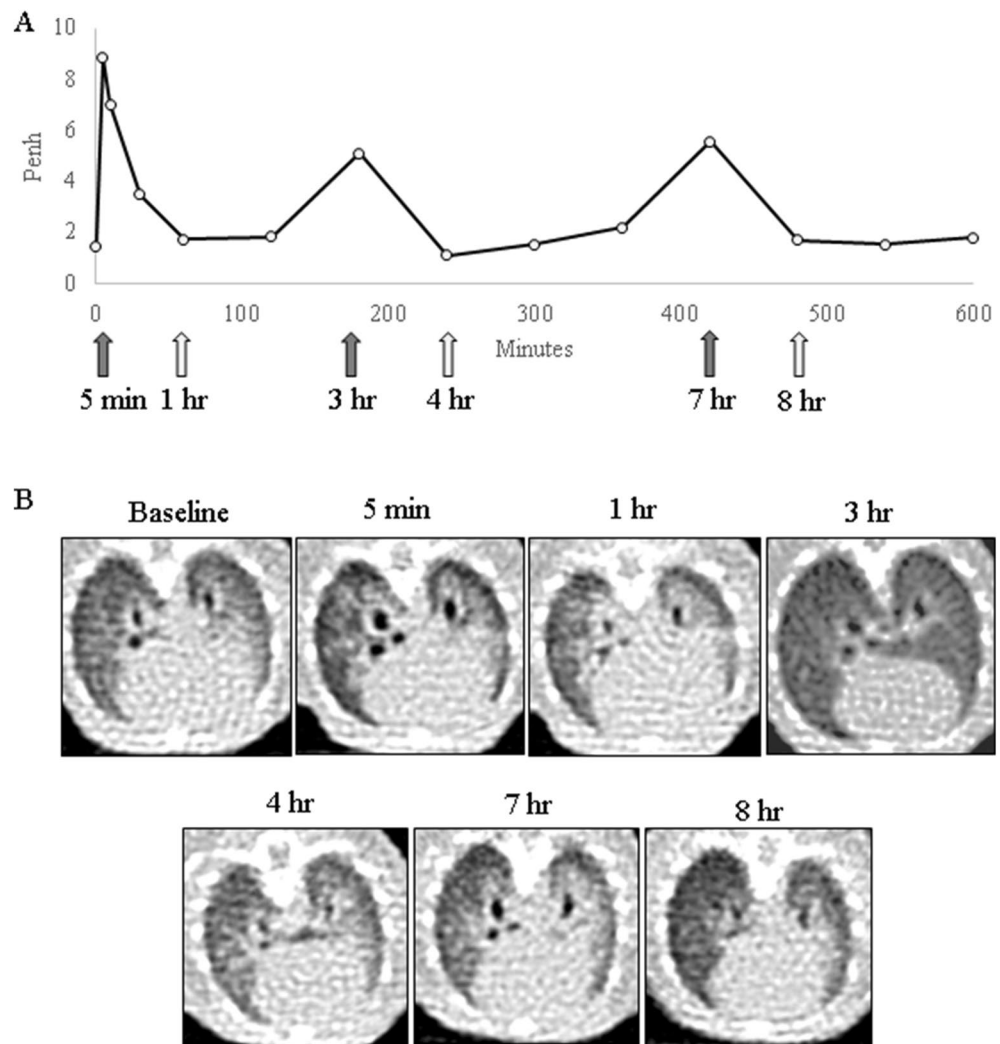 A
10
8
6
4
2
0
Penh
0 100 200 300 400 500 600
Minutes
5 min 1 hr 3 hr 4 hr 7 hr 8 hr
B
Baseline 5 min 1 hr 3 hr
4 hr 7 hr 8 hr